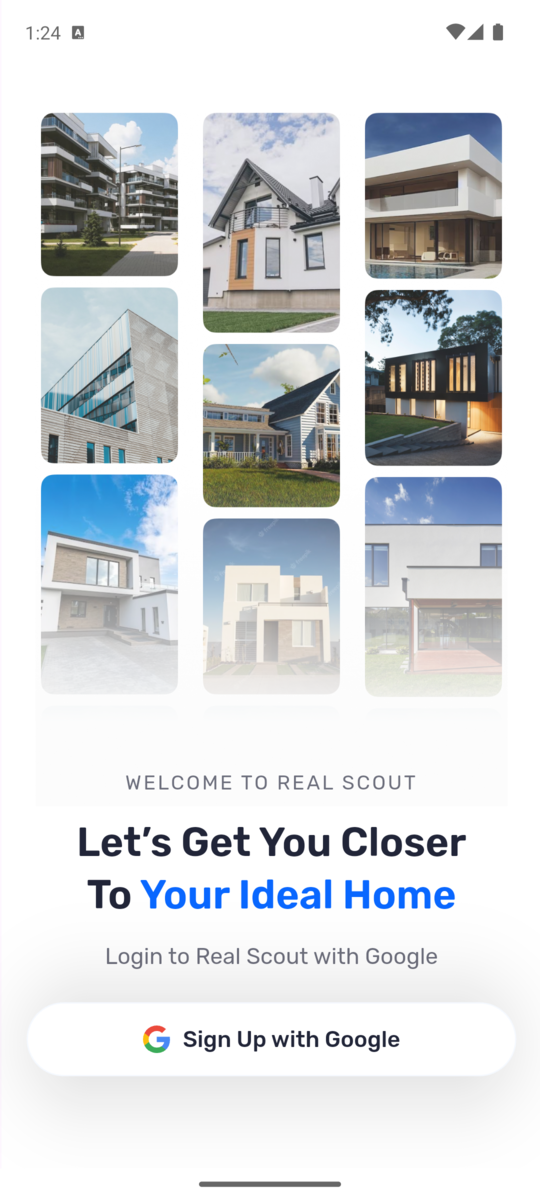 1:24
WELCOME TO REAL SCOUT
Let’s Get You Closer
To Your Ideal Home
Login to Real Scout with Google
Sign Up with Google